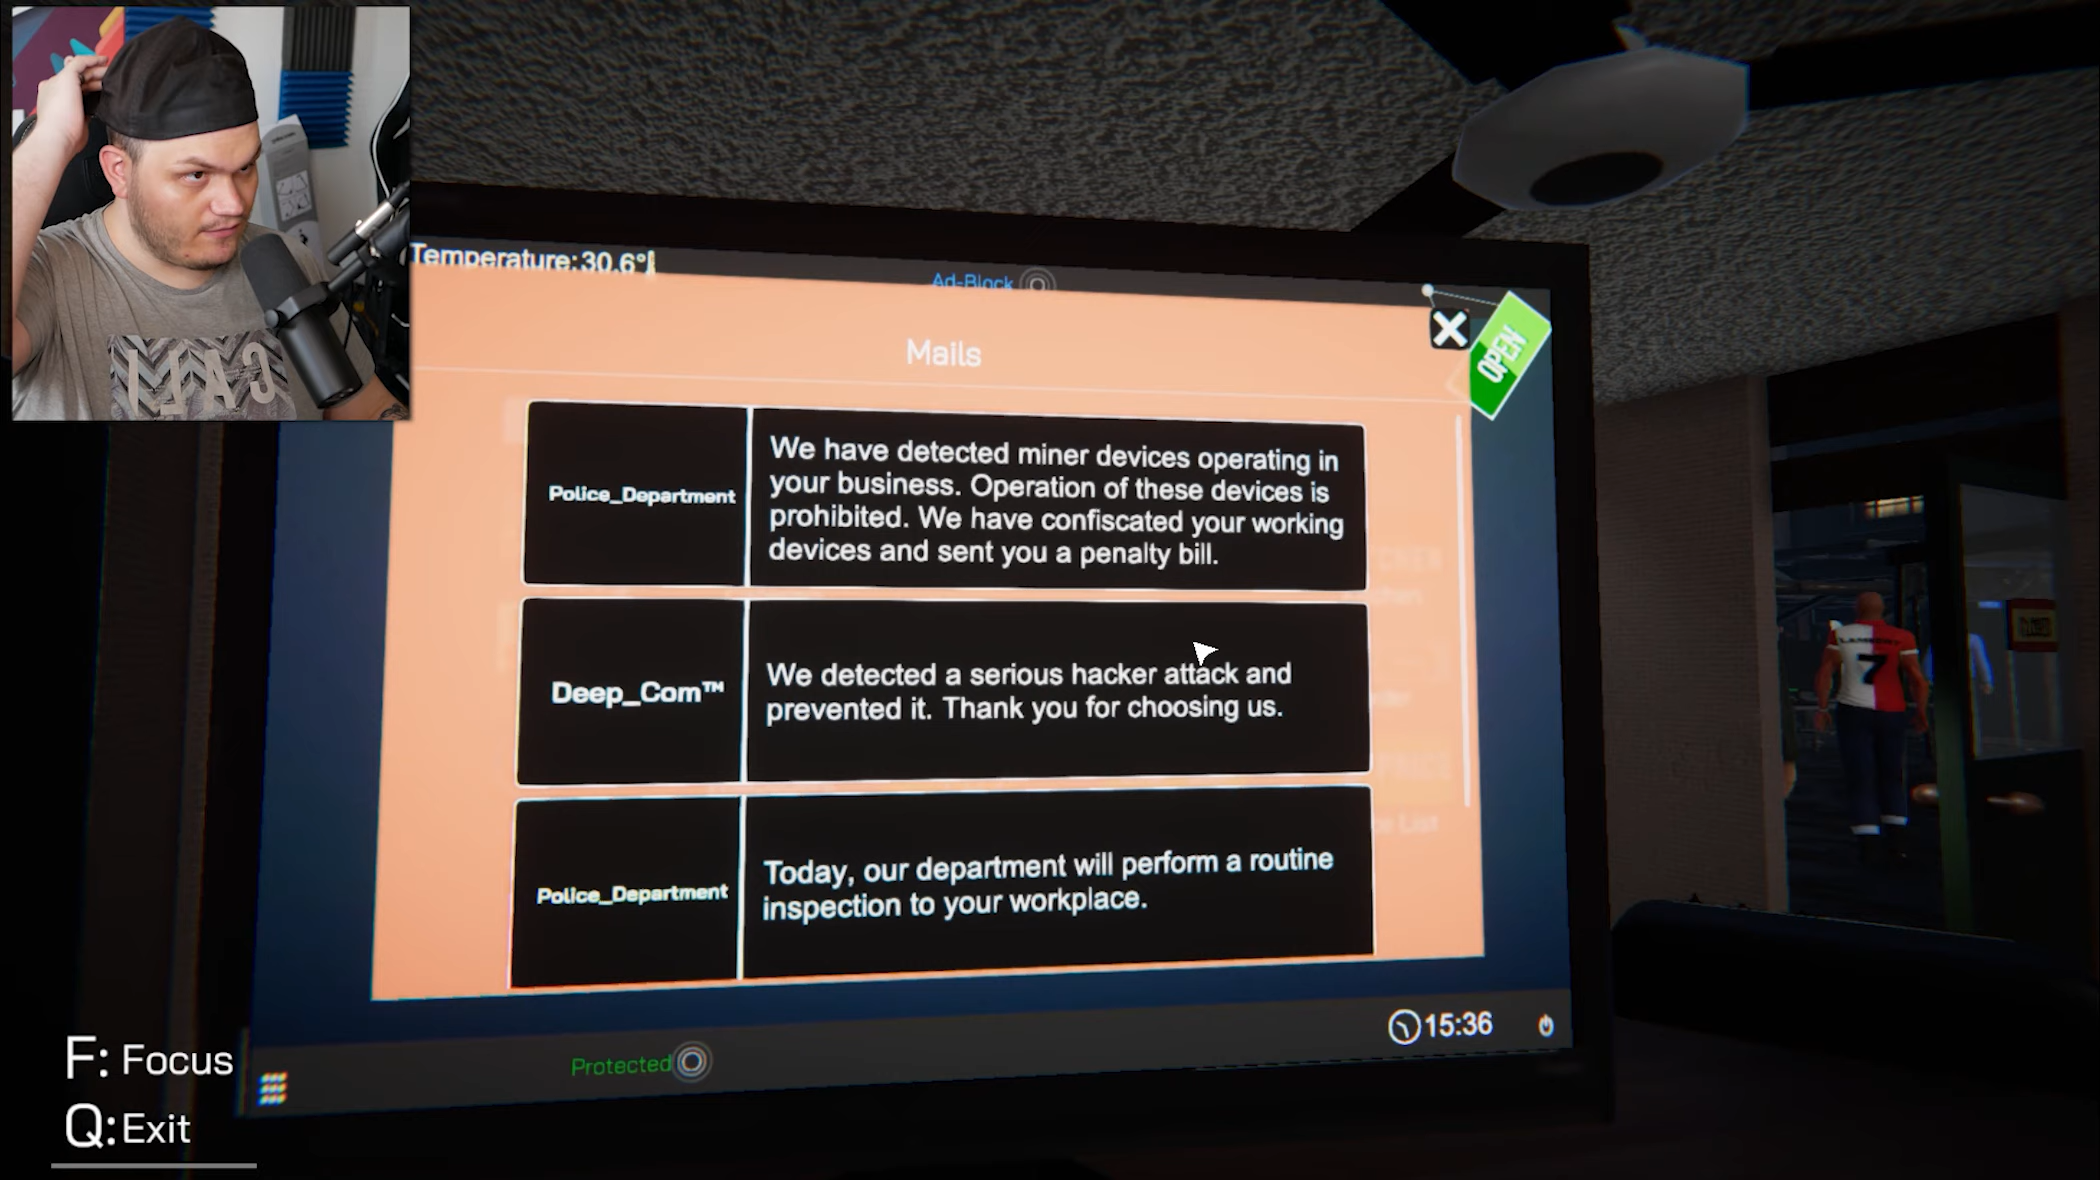 Temperature: 30.6°
Ad-Block
Mails
OPEN
Police_Department
We have detected miner devices operating in
your business. Operation of these devices is
prohibited. We have confiscated your working
devices and sent you a penalty bill.
Deep_Com™
We detected a serious hacker attack and
prevented it. Thank you for choosing us.
Police_Department
Today, our department will perform a routine
inspection to your workplace.
15:36
Protected
F: Focus
Q: Exit
CALI
7